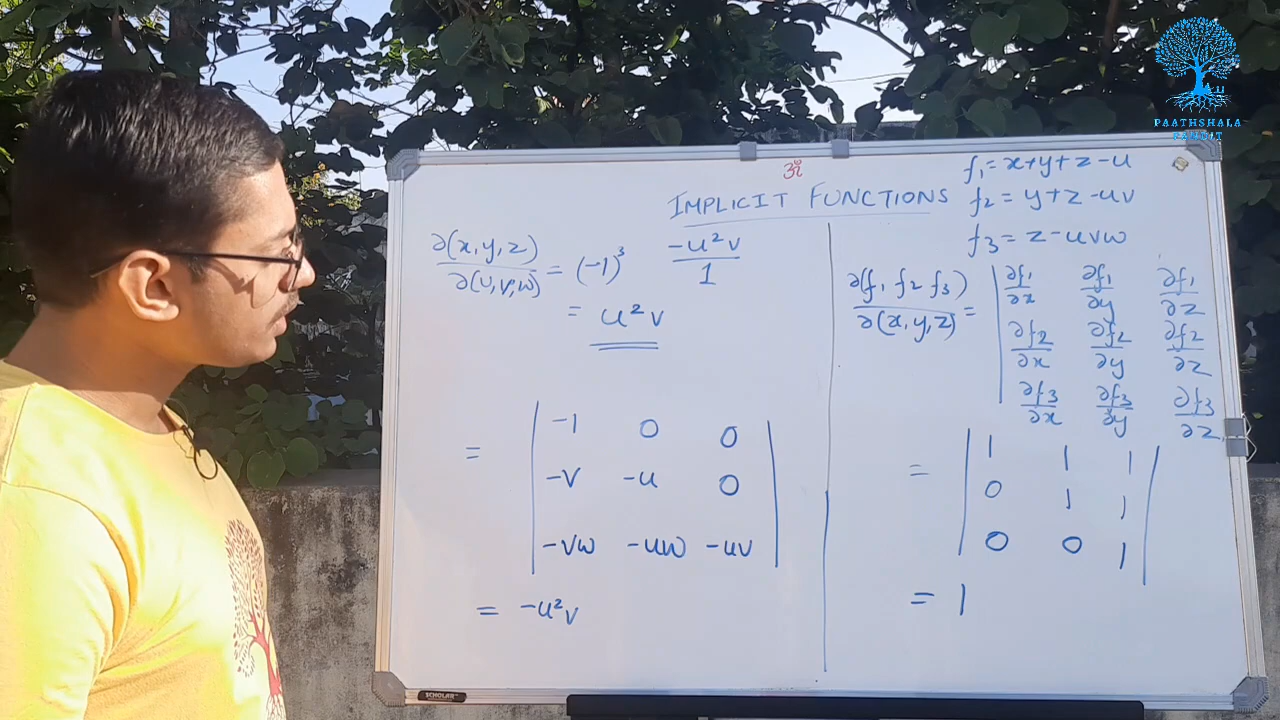 PAATHSHALA
ॐ
IMPLICIT FUNCTIONS
f₁ = x+y+z-u
f₂ = y+z-uv
f₃ = z-uvw
∂(x,y,z)/∂(u,v,w) = (-1)³ -u²v/1
= u²v
= | -1 0 0
-v -u 0
-vw -uw -uv |
= -u²v
∂(f₁ f₂ f₃)/∂(x,y,z) = | ∂f₁/∂x ∂f₁/∂y ∂f₁/∂z
∂f₂/∂x ∂f₂/∂y ∂f₂/∂z
∂f₃/∂x ∂f₃/∂y ∂f₃/∂z
= | 1 1 1
0 1 1
0 0 1 |
= 1
SCHOLAR